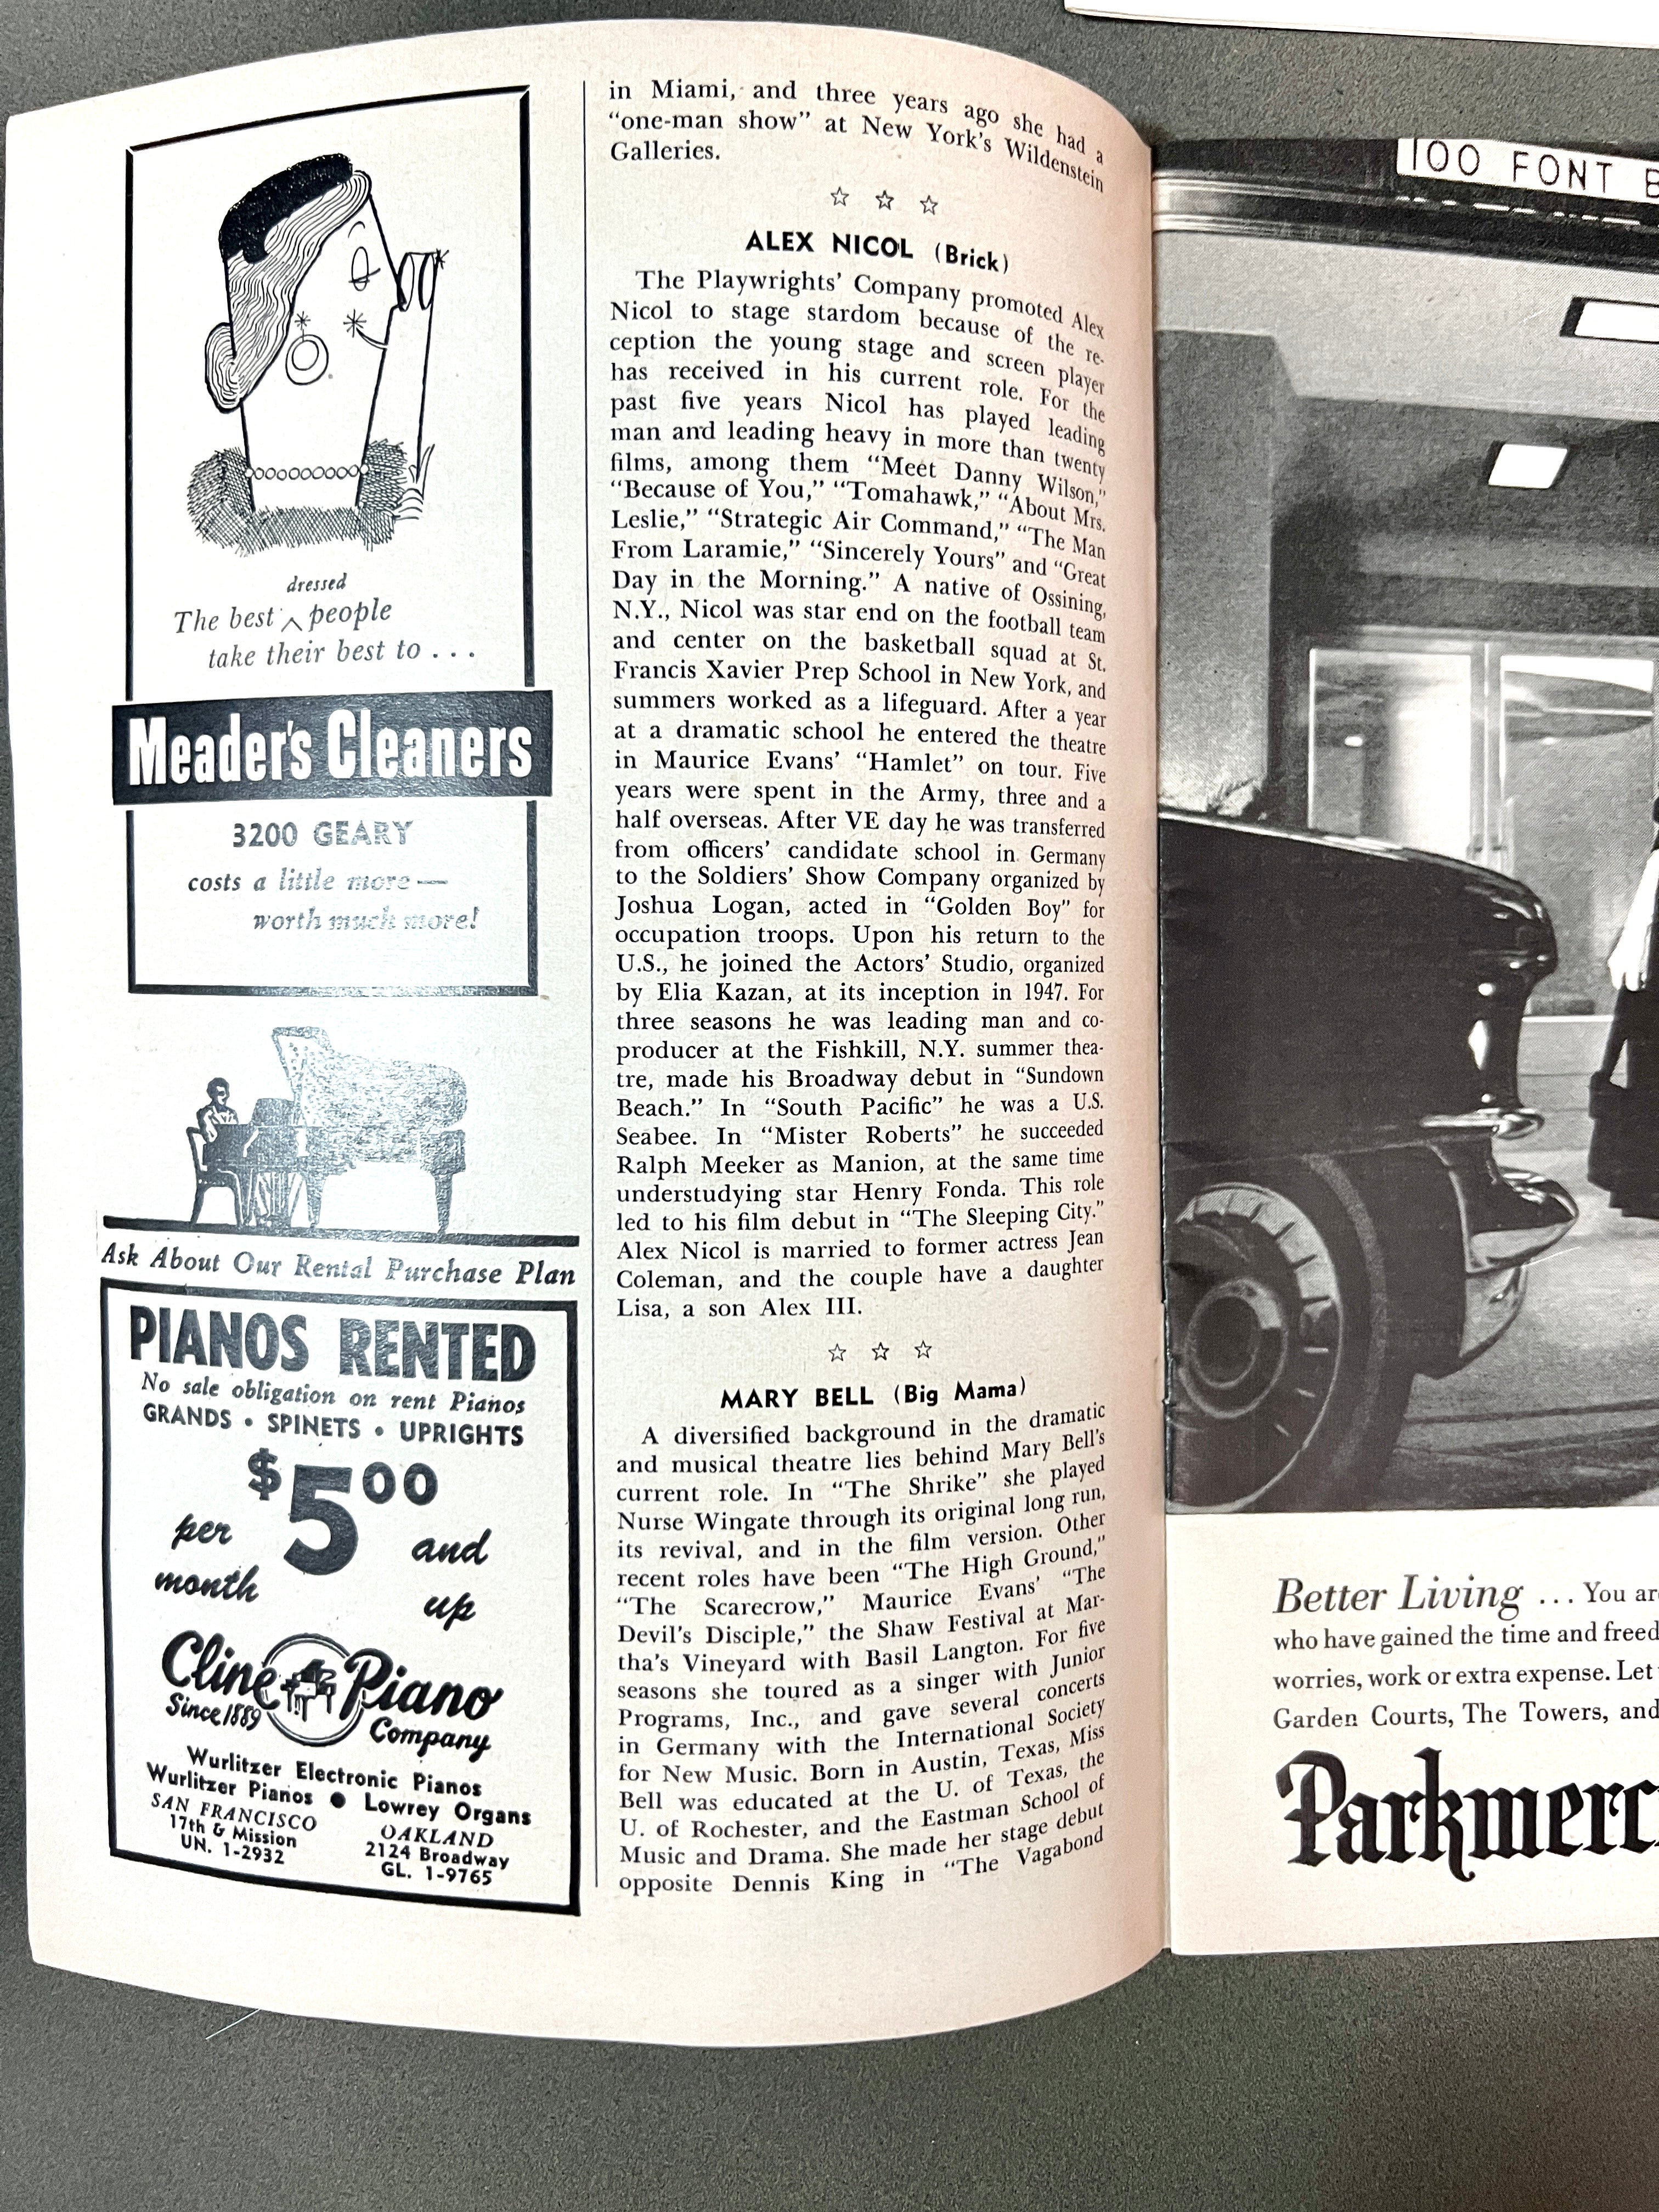 dressed
The best ^ people
take their best to . . .
Meader's Cleaners
3200 GEARY
costs a little more —
worth much more!
Ask About Our Rental Purchase Plan
PIANOS RENTED
No sale obligation on rent Pianos
GRANDS • SPINETS • UPRIGHTS
$5.00
per month and up
Cline Piano
Since 1889
Company
Wurlitzer Electronic Pianos
Wurlitzer Pianos ● Lowrey Organs
SAN FRANCISCO
17th & Mission
UN. 1-2932
OAKLAND
2124 Broadway
GL. 1-9765
in Miami, and three years ago she had a
“one-man show” at New York's Wildenstein
Galleries.
☆ ☆ ☆
ALEX NICOL (Brick)
The Playwrights' Company promoted Alex
Nicol to stage stardom because of the re-
ception the young stage and screen player
has received in his current role. For the
past five years Nicol has played leading
man and leading heavy in more than twenty
films, among them “Meet Danny Wilson,”
“Because of You,” “Tomahawk,” “About Mrs.
Leslie,” “Strategic Air Command,” “The Man
From Laramie,” “Sincerely Yours” and “Great
Day in the Morning.” A native of Ossining,
N.Y., Nicol was star end on the football team
and center on the basketball squad at St.
Francis Xavier Prep School in New York, and
summers worked as a lifeguard. After a year
at a dramatic school he entered the theatre
in Maurice Evans' “Hamlet” on tour. Five
years were spent in the Army, three and a
half overseas. After VE day he was transferred
from officers' candidate school in Germany
to the Soldiers' Show Company organized by
Joshua Logan, acted in “Golden Boy” for
occupation troops. Upon his return to the
U.S., he joined the Actors' Studio, organized
by Elia Kazan, at its inception in 1947. For
three seasons he was leading man and co-
producer at the Fishkill, N.Y. summer thea-
tre, made his Broadway debut in “Sundown
Beach.” In “South Pacific” he was a U.S.
Seabee. In “Mister Roberts” he succeeded
Ralph Meeker as Manion, at the same time
understudying star Henry Fonda. This role
led to his film debut in “The Sleeping City.”
Alex Nicol is married to former actress Jean
Coleman, and the couple have a daughter
Lisa, a son Alex III.
☆ ☆ ☆
MARY BELL (Big Mama)
A diversified background in the dramatic
and musical theatre lies behind Mary Bell's
current role. In “The Shrike” she played
Nurse Wingate through its original long run,
its revival, and in the film version. Other
recent roles have been “The High Ground,”
“The Scarecrow,” Maurice Evans' “The
Devil's Disciple,” the Shaw Festival at Mar-
tha's Vineyard with Basil Langton. For five
seasons she toured as a singer with Junior
Programs, Inc., and gave several concerts
in Germany with the International Society
for New Music. Born in Austin, Texas, Miss
Bell was educated at the U. of Texas, the
U. of Rochester, and the Eastman School of
Music and Drama. She made her stage debut
opposite Dennis King in “The Vagabond
100 FONT B
Better Living . . . You are
who have gained the time and freed
worries, work or extra expense. Let
Garden Courts, The Towers, and
Parkmerc